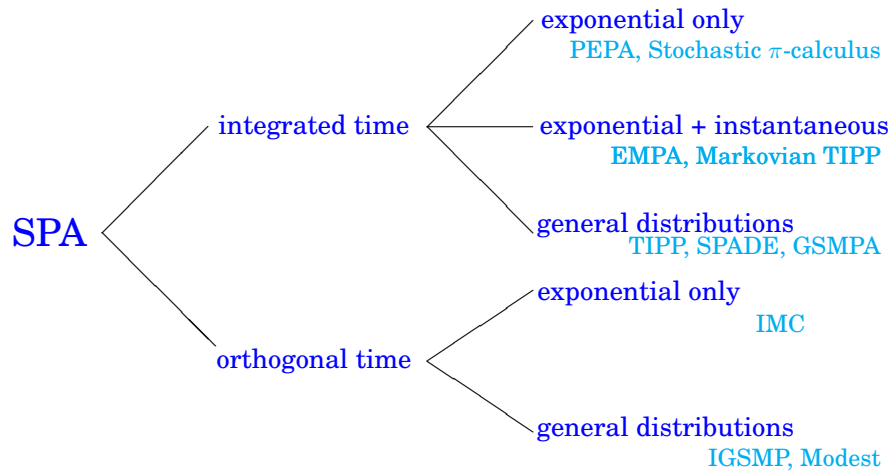 exponential only
PEPA, Stochastic π-calculus
integrated time
exponential + instantaneous
EMPA, Markovian TIPP
SPA
general distributions
TIPP, SPADE, GSMPA
exponential only
IMC
orthogonal time
general distributions
IGSMP, Modest